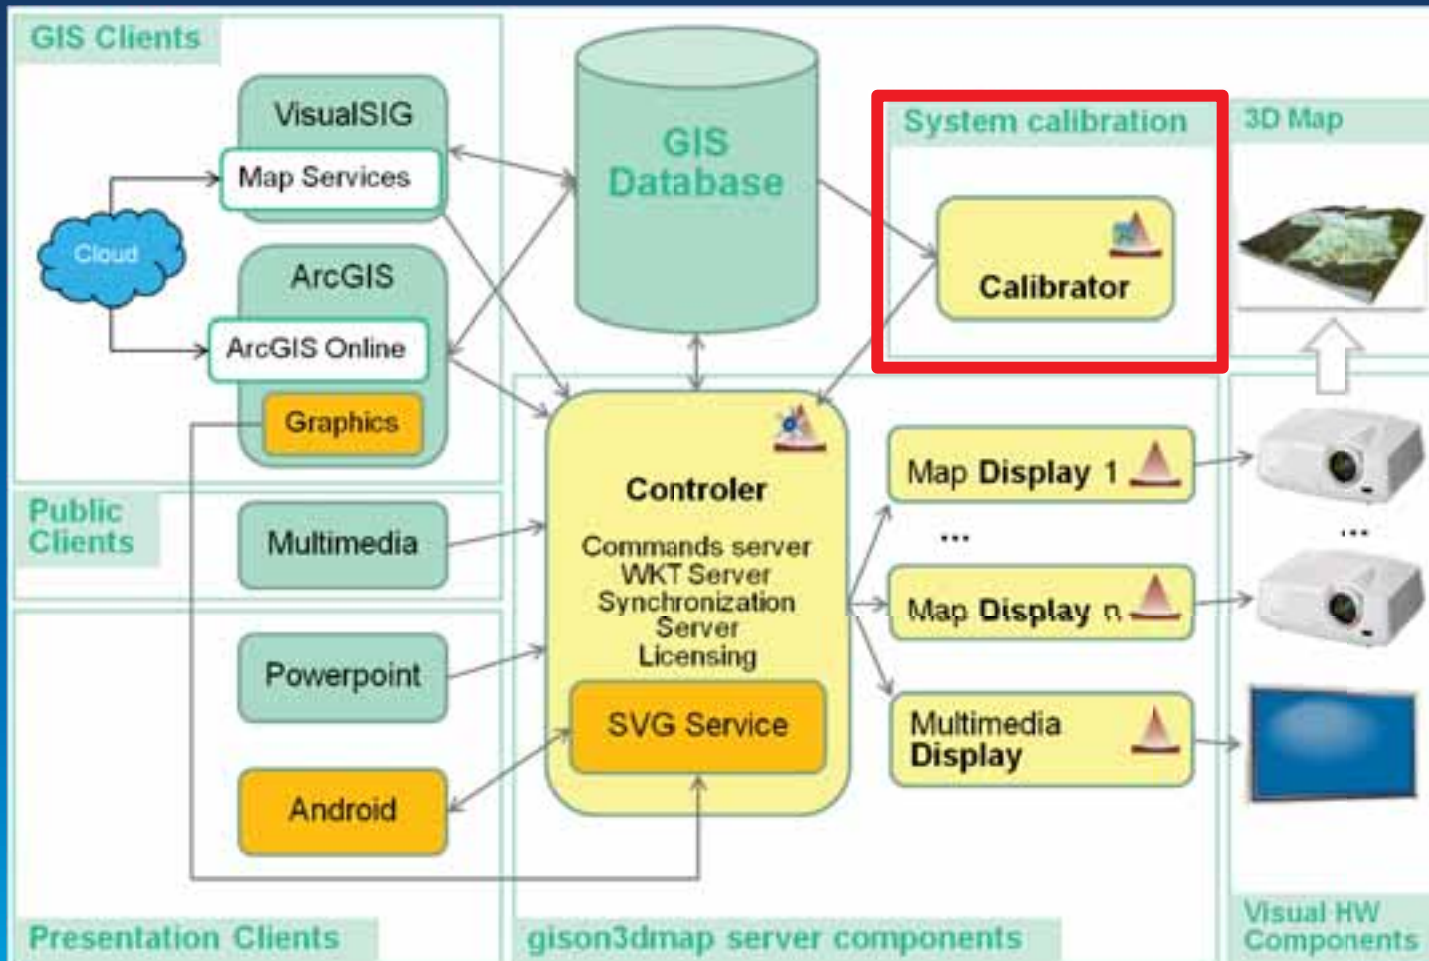 GIS Clients
VisualSIG
Map Services
Cloud
ArcGIS
ArcGIS Online
Graphics
GIS
Database
System calibration
Calibrator
3D Map
Public
Clients
Multimedia
Powerpoint
Android
Presentation Clients
Controler
Commands server
WKT Server
Synchronization
Server
Licensing
SVG Service
Map Display 1
...
Map Display n
Multimedia
Display
gison3dmap server components
...
Visual HW
Components